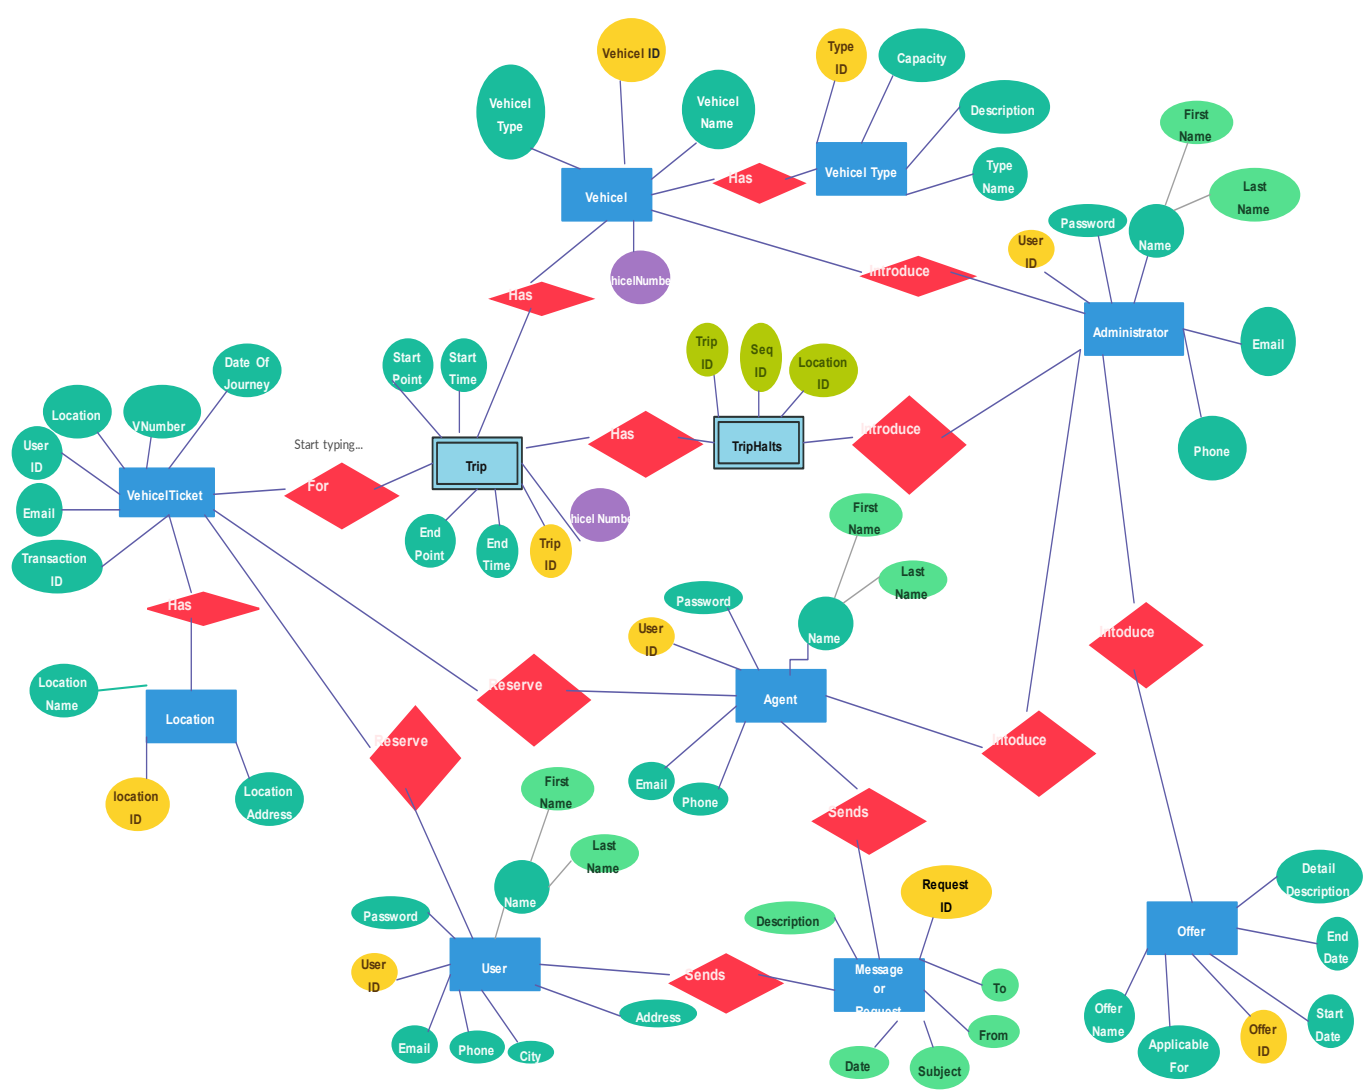 Vehicel ID
Type
ID
Capacity
Vehicel
Type
Vehicel
Name
Description
First
Name
Has
Vehicel Type
Type
Name
Last
Name
Vehicel
Password
Name
User
ID
Introduce
hicelNumbe
Has
Administrator
Email
Start
Point
Start
Time
Trip
ID
Seq
ID
Location
ID
Date Of
Journey
Location
VNumber
User
ID
Start typing...
Has
TripHalts
Introduce
Phone
Trip
For
VehicelTicket
Email
Transaction
ID
End
Point
End
Time
Trip
ID
hicel Numb
First
Name
Last
Name
Has
Password
User
ID
Name
Intoduce
Location
Name
Location
Reserve
Agent
Intoduce
Reserve
location
ID
Location
Address
Email
Phone
Sends
First
Name
Last
Name
Name
Password
Request
ID
Description
Detail
Description
User
ID
User
Sends
Message
or
Request
Offer
End
Date
To
From
Address
Email
Phone
City
Date
Subject
Offer
Name
Applicable
For
Offer
ID
Start
Date